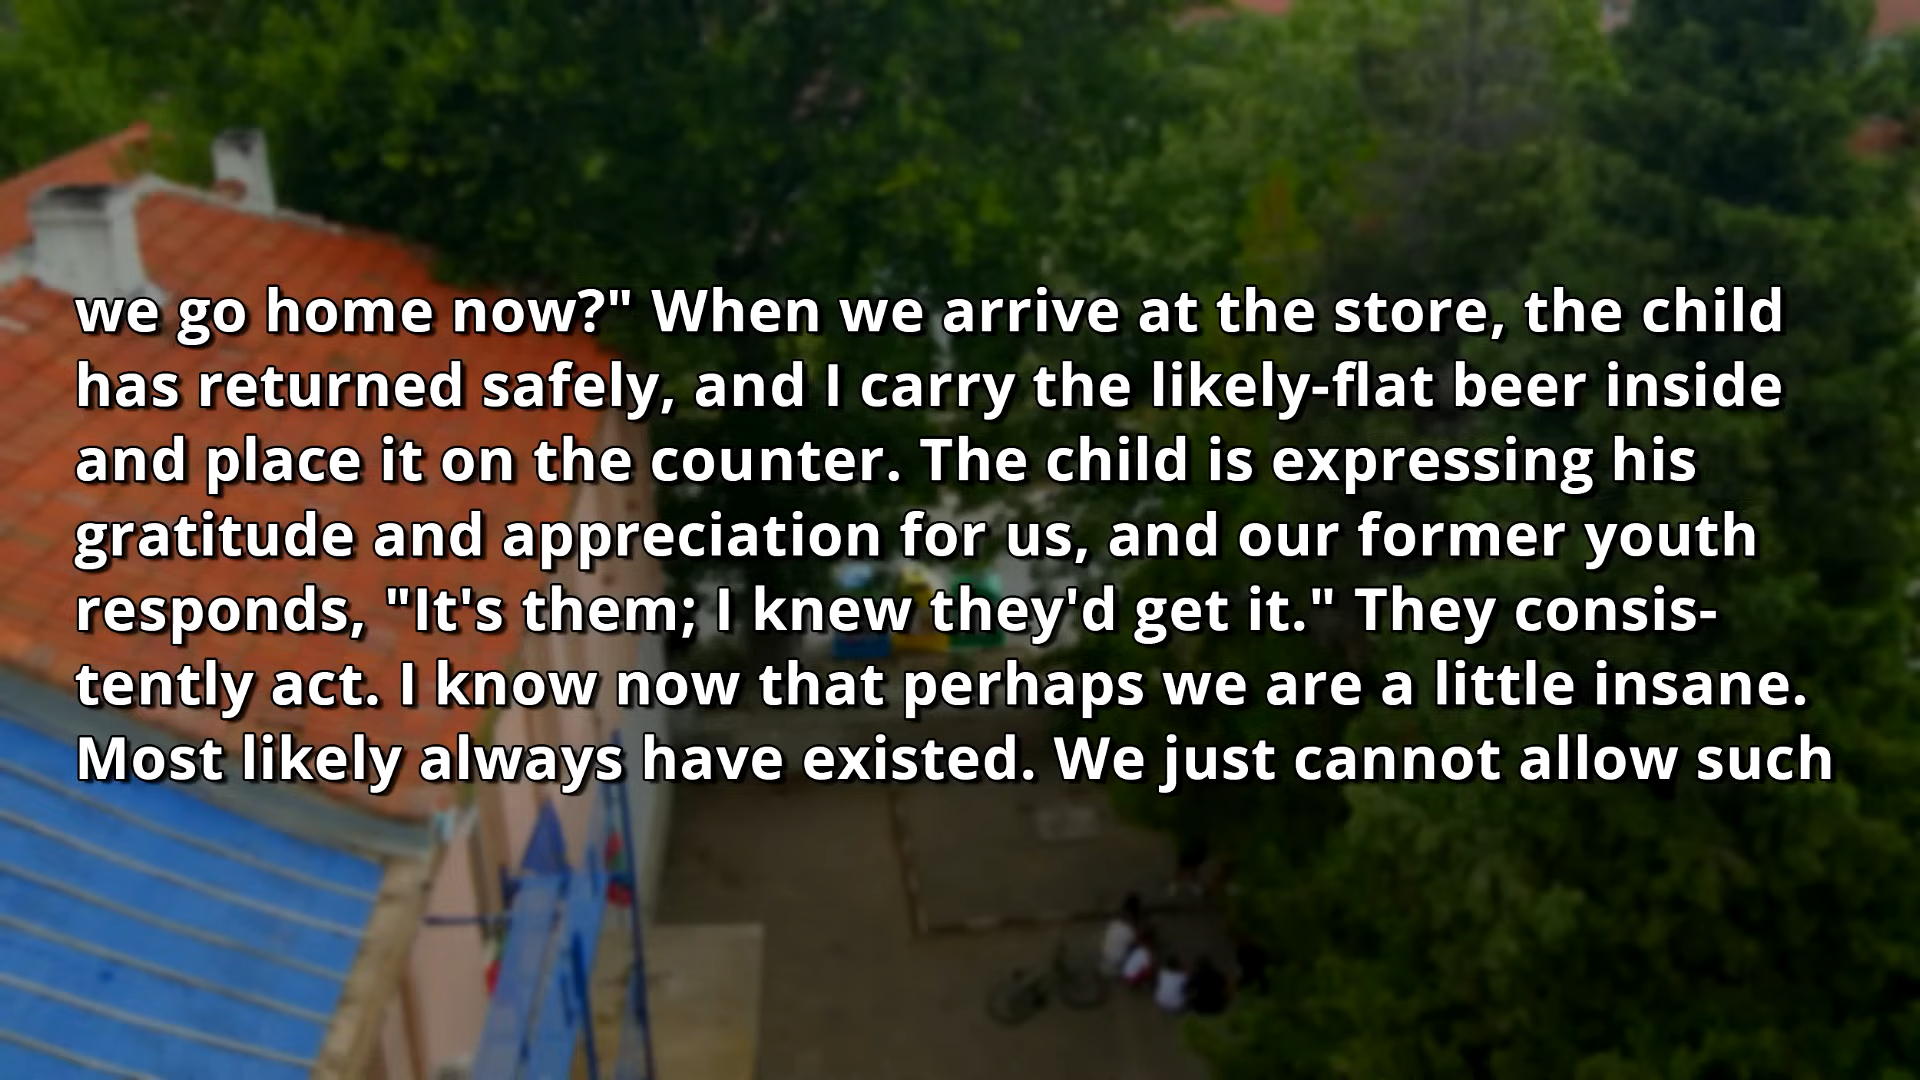 we go home now?" When we arrive at the store, the child
has returned safely, and I carry the likely-flat beer inside
and place it on the counter. The child is expressing his
gratitude and appreciation for us, and our former youth
responds, "It's them; I knew they'd get it." They consis-
tently act. I know now that perhaps we are a little insane.
Most likely always have existed. We just cannot allow such